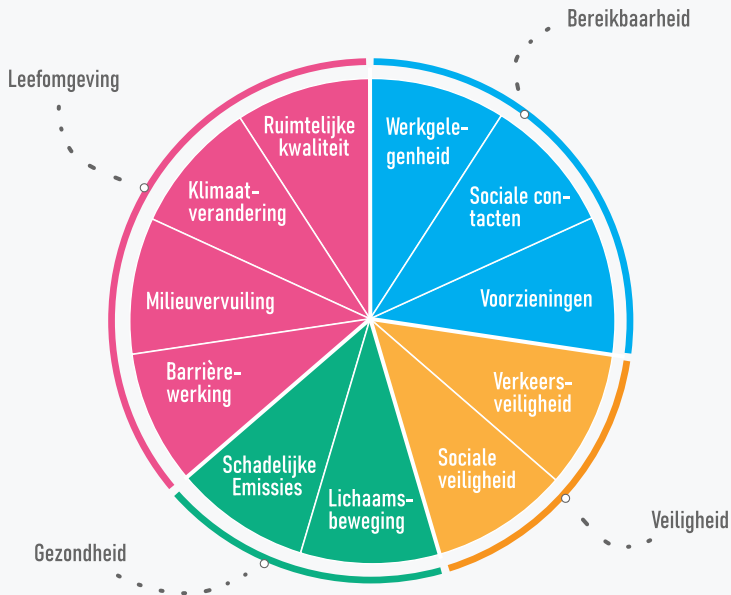 Bereikbaarheid
Leefomgeving
Ruimtelijke
kwaliteit
Werkgele-
genheid
Klimaat-
verandering
Sociale con-
tacten
Milieuvervuiling
Voorzieningen
Barrière-
werking
Verkeers-
veiligheid
Schadelijke
Emissies
Sociale
veiligheid
Lichaams-
beweging
Veiligheid
Gezondheid